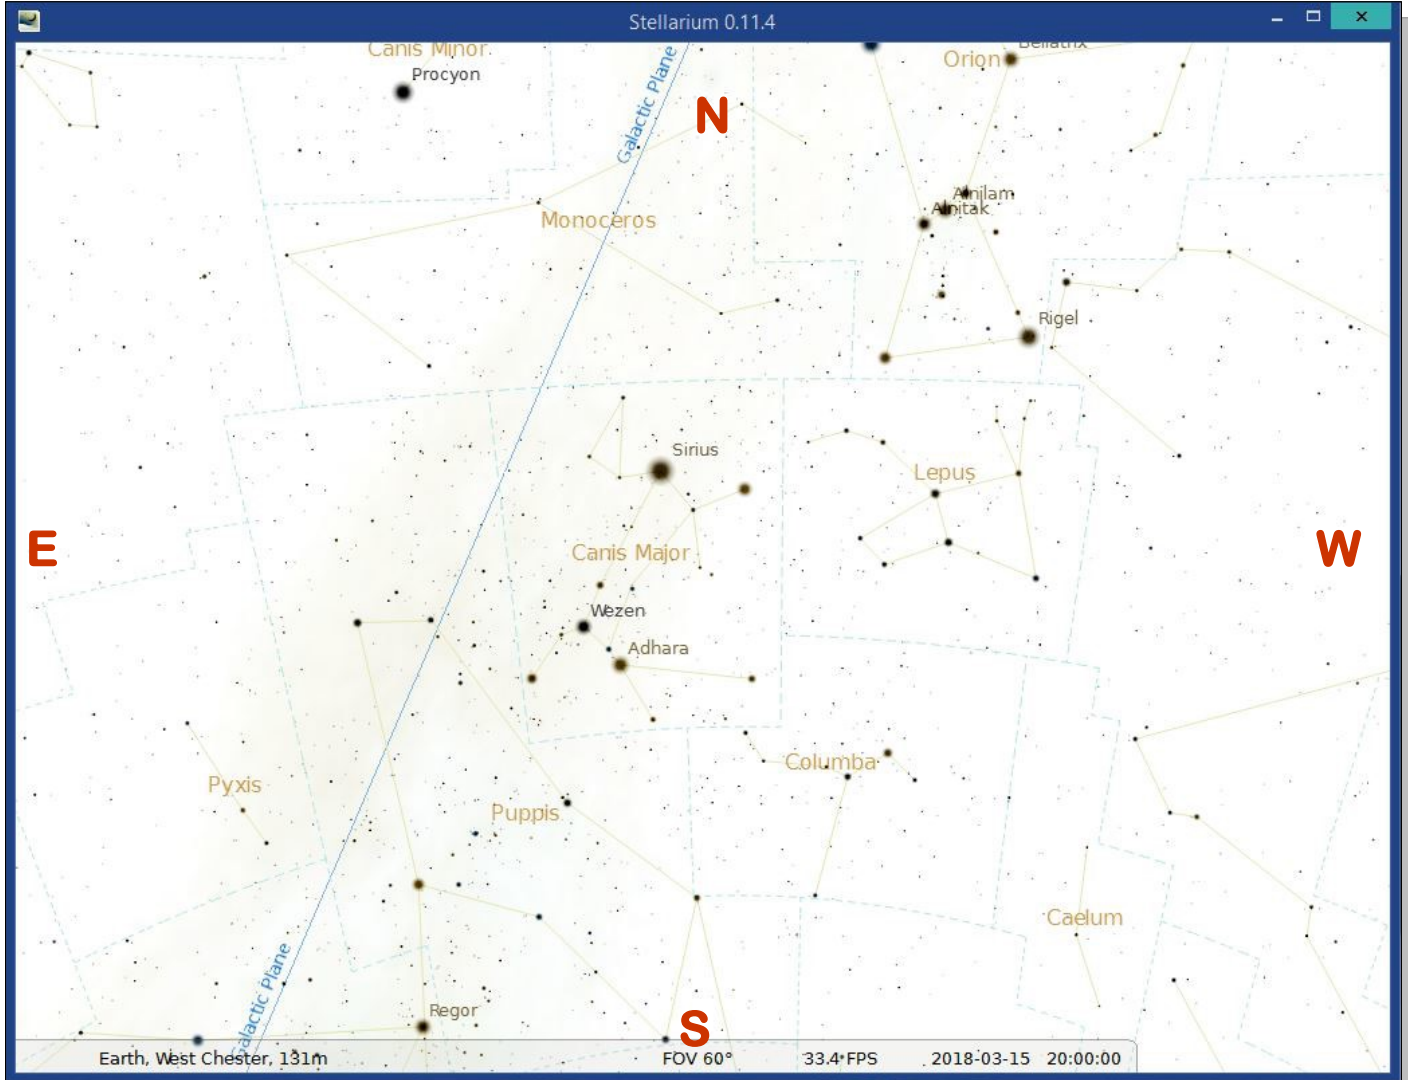 Stellarium 0.11.4
Canis Minor
Procyon
Galactic Plane
N
Orion
Bellatrix
Alnilam
Alnitak
Monoceros
Rigel
Sirius
Lepus
E
Canis Major
W
Wezen
Adhara
Columba
Pyxis
Puppis
Caelum
Galactic Plane
Regor
S
Earth, West Chester, 131m FOV 60° 33.4 FPS 2018-03-15 20:00:00